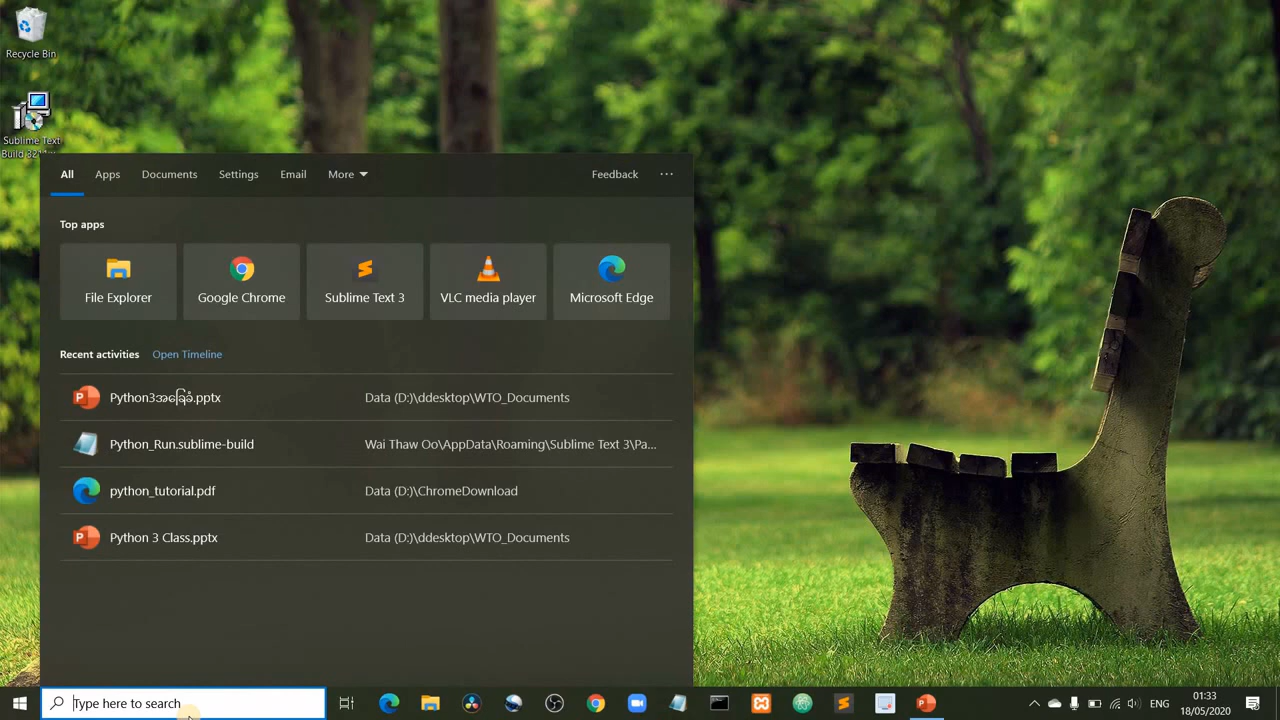 Recycle Bin
Sublime Text
All Apps Documents Settings Email More Feedback
Top apps
File Explorer Google Chrome Sublime Text 3 VLC media player Microsoft Edge
Recent activities Open Timeline
Python3အခြေခံ.pptx Data (D:)\ddesktop\WTO_Documents
Python_Run.sublime-build Wai Thaw Oo\AppData\Roaming\Sublime Text 3\Pa...
python_tutorial.pdf Data (D:)\ChromeDownload
Python 3 Class.pptx Data (D:)\ddesktop\WTO_Documents
Type here to search
ENG
01:33
18/05/2020